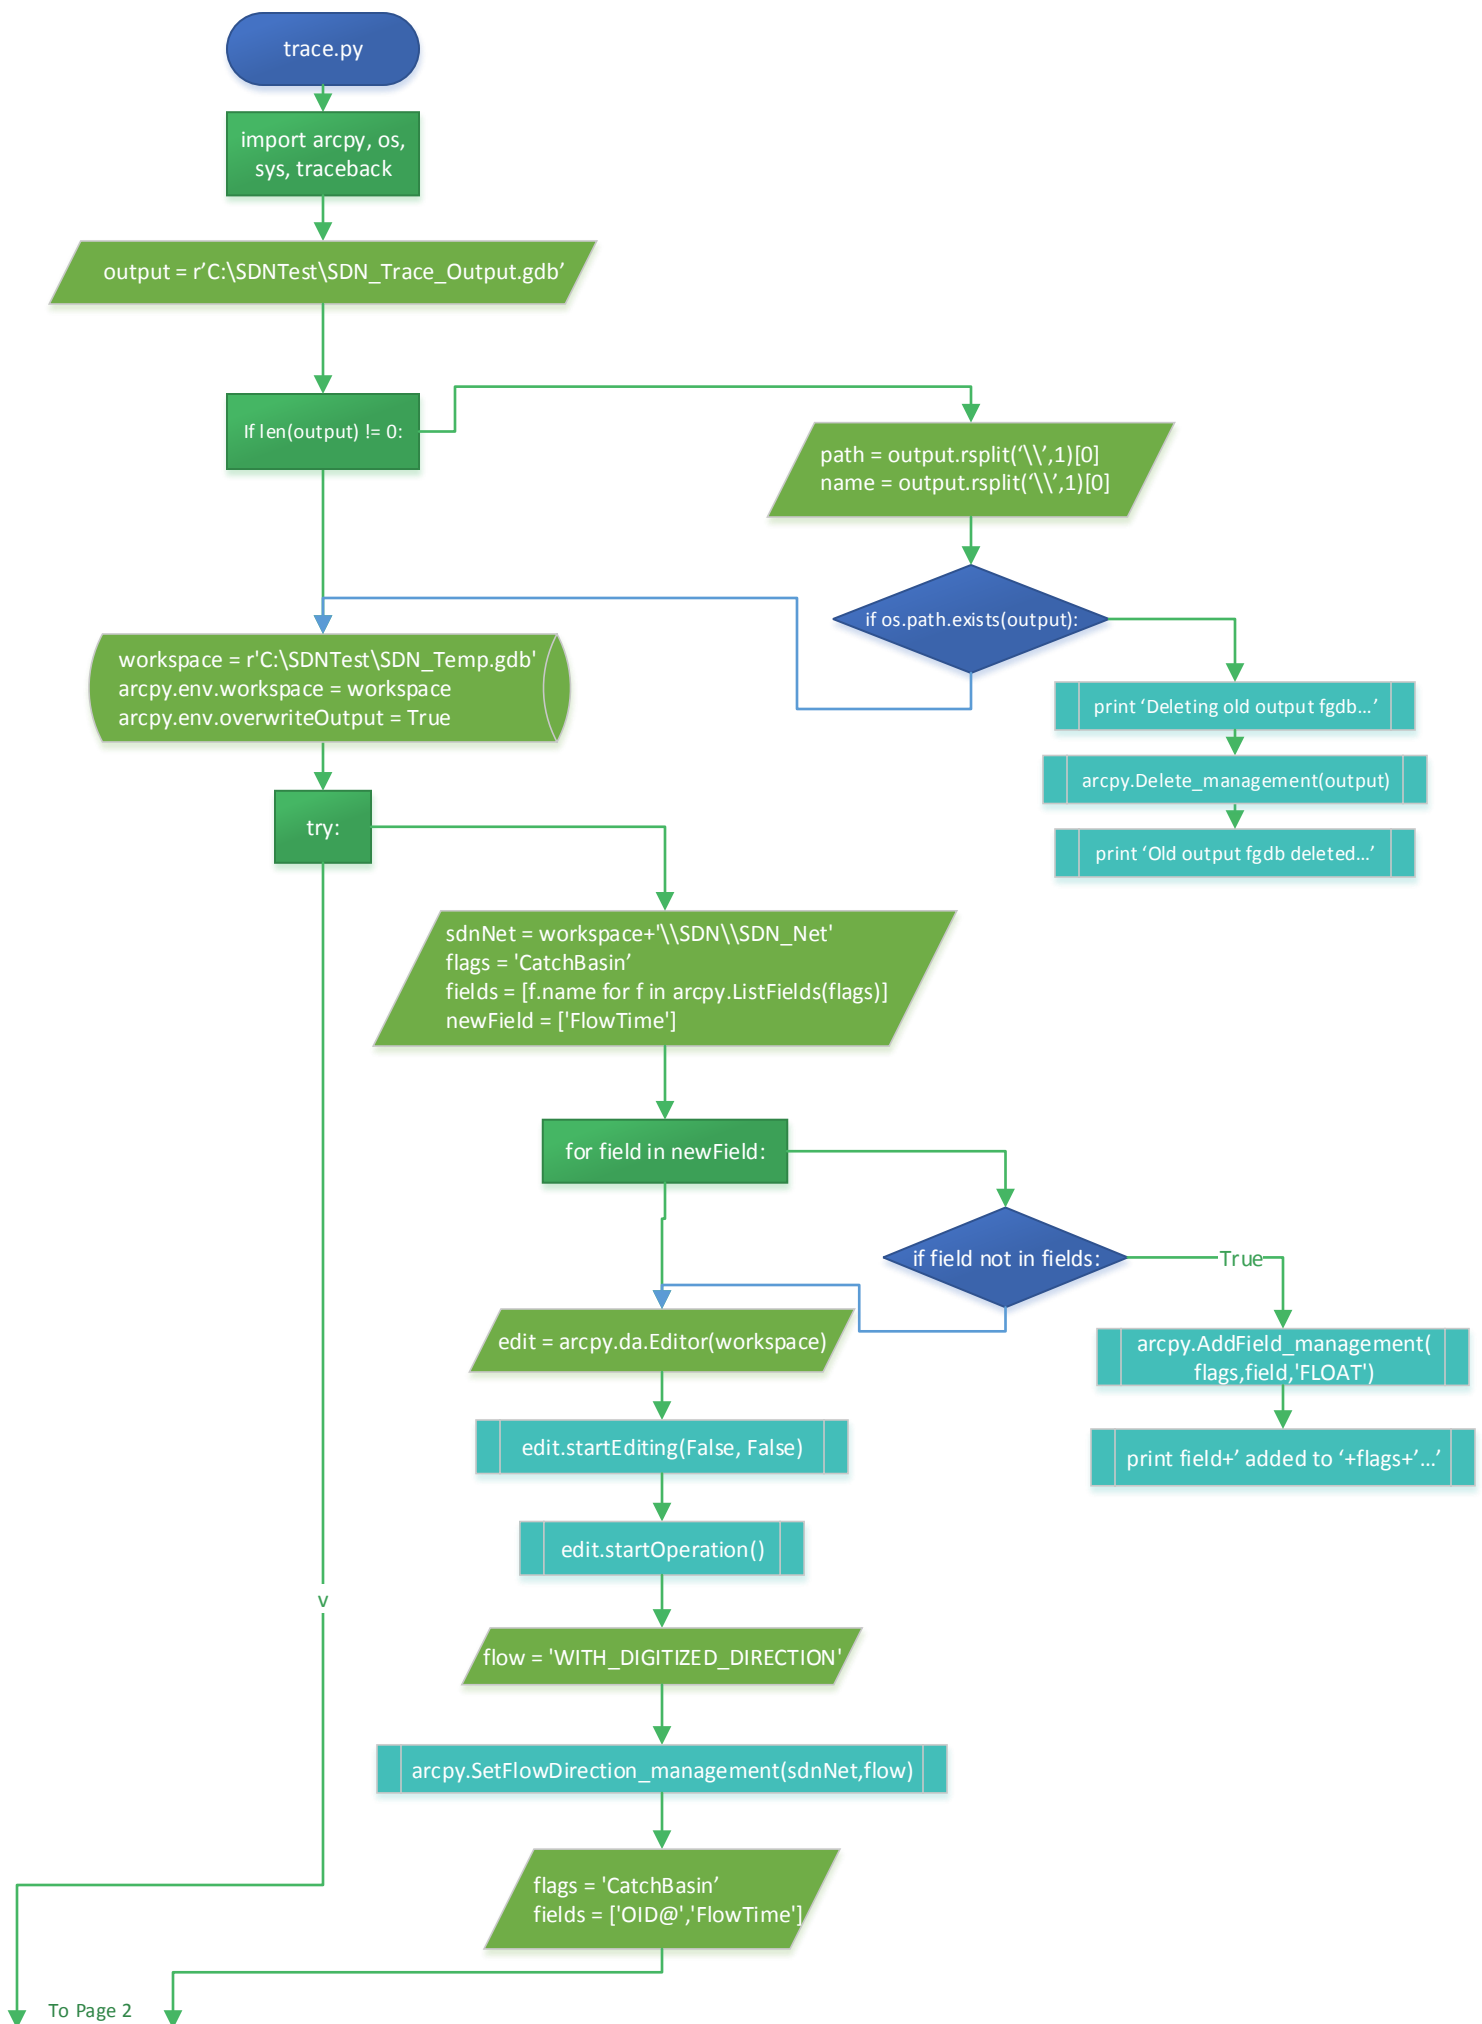 trace.py
import arcpy, os,
sys, traceback
output = r’C:\SDNTest\SDN_Trace_Output.gdb’
If len(output) != 0:
path = output.rsplit(‘\\’,1)[0]
name = output.rsplit(‘\\’,1)[0]
if os.path.exists(output):
print ‘Deleting old output fgdb…’
arcpy.Delete_management(output)
print ‘Old output fgdb deleted…’
workspace = r'C:\SDNTest\SDN_Temp.gdb'
arcpy.env.workspace = workspace
arcpy.env.overwriteOutput = True
try:
sdnNet = workspace+'\\SDN\\SDN_Net'
flags = 'CatchBasin’
fields = [f.name for f in arcpy.ListFields(flags)]
newField = ['FlowTime']
for field in newField:
if field not in fields:
True
arcpy.AddField_management(
flags,field,'FLOAT')
print field+’ added to ‘+flags+’…’
edit = arcpy.da.Editor(workspace)
edit.startEditing(False, False)
edit.startOperation()
v
flow = 'WITH_DIGITIZED_DIRECTION'
arcpy.SetFlowDirection_management(sdnNet,flow)
flags = 'CatchBasin’
fields = ['OID@','FlowTime']
To Page 2